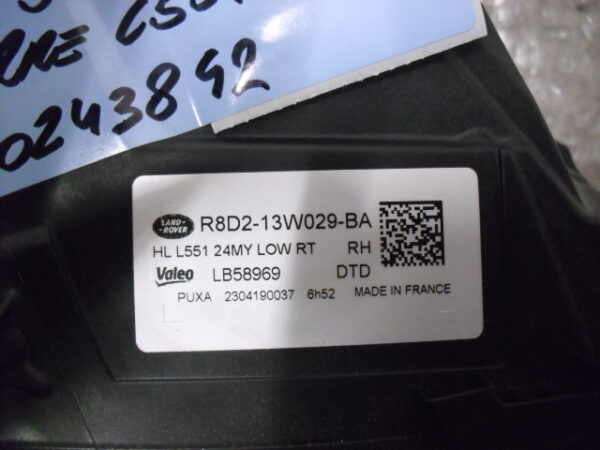 0243892
LAND-
ROVER
R8D2-13W029-BA
HL L551 24MY LOW RT RH
Valeo LB58969 DTD
PUXA 2304190037 6h52 MADE IN FRANCE